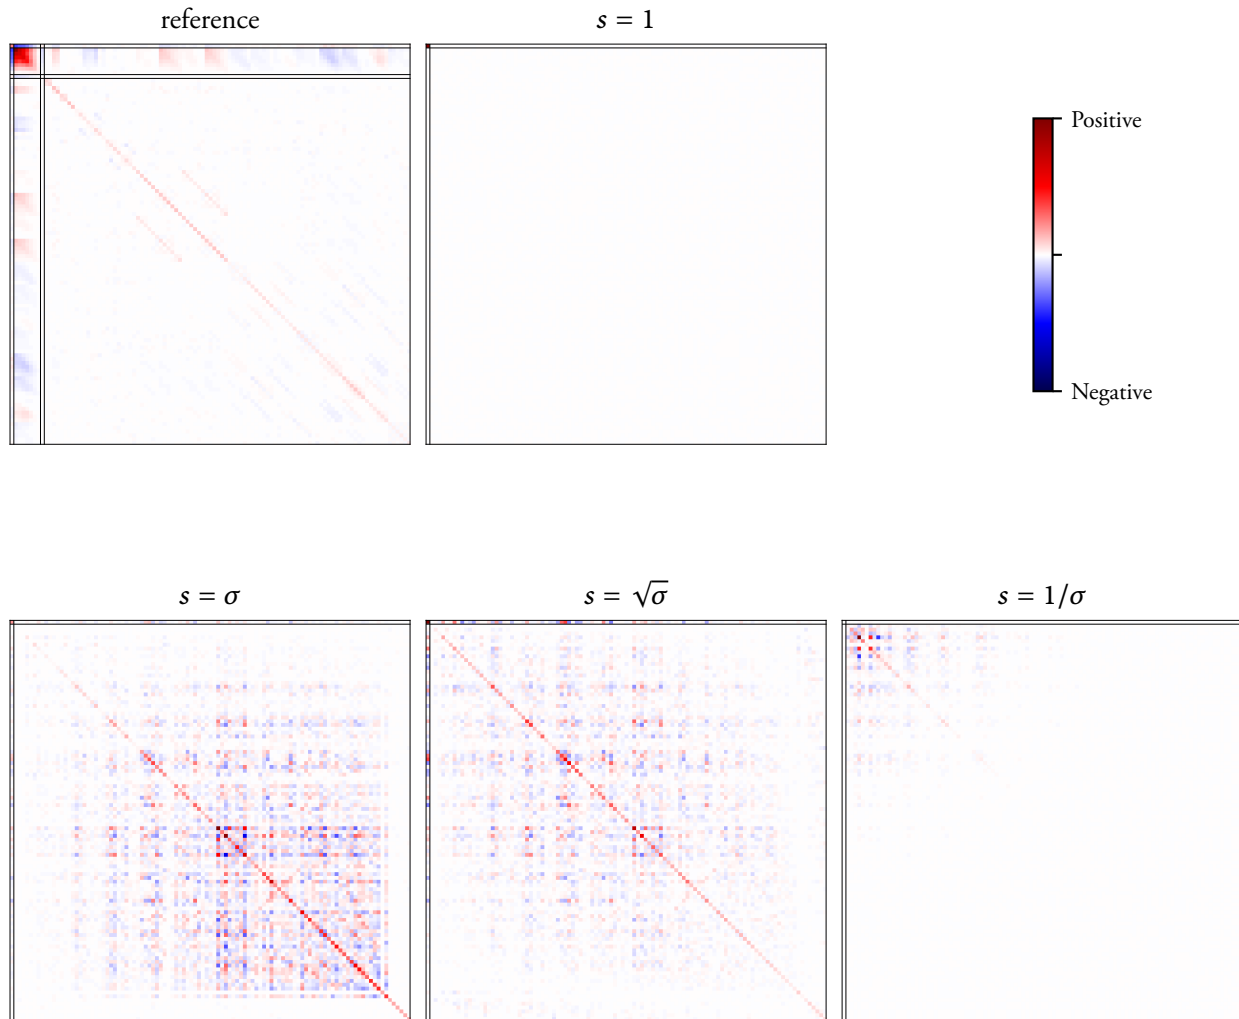 reference
s = 1
Positive
Negative
s = σ
s = √σ
s = 1/σ